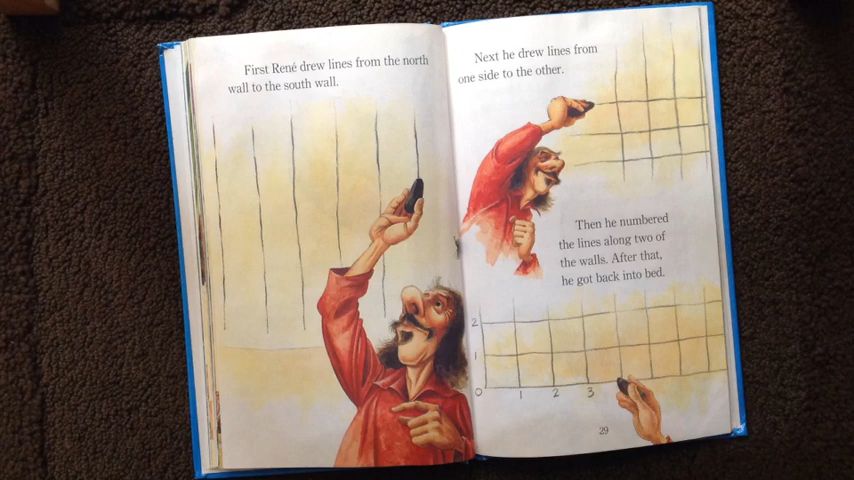 First René drew lines from the north
wall to the south wall.
Next he drew lines from
one side to the other.
Then he numbered
the lines along two of
the walls. After that,
he got back into bed.
2
1
0 1 2 3
29